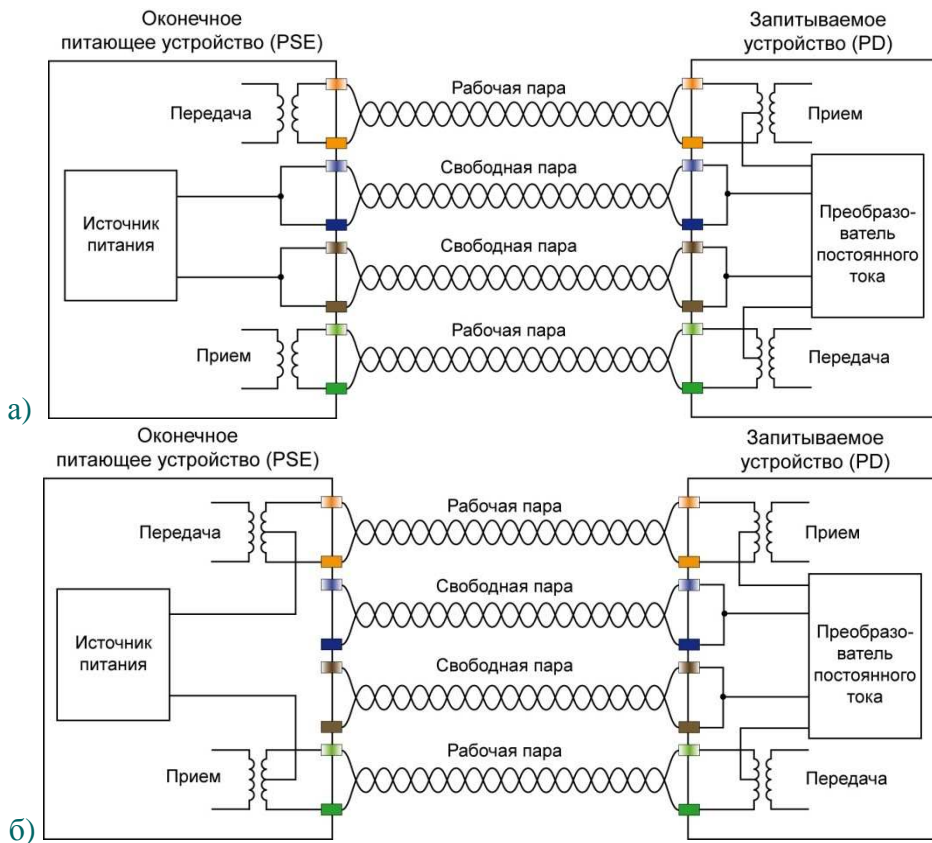 Оконечное
питающее устройство (PSE)
Запитываемое
устройство (PD)
Передача
Рабочая пара
Прием
Свободная пара
Источник
питания
Преобразо-
ватель
постоянного
тока
Свободная пара
Рабочая пара
Прием
Передача
а)
Оконечное
питающее устройство (PSE)
Запитываемое
устройство (PD)
Передача
Рабочая пара
Прием
Свободная пара
Источник
питания
Преобразо-
ватель
постоянного
тока
Свободная пара
Рабочая пара
Прием
Передача
б)